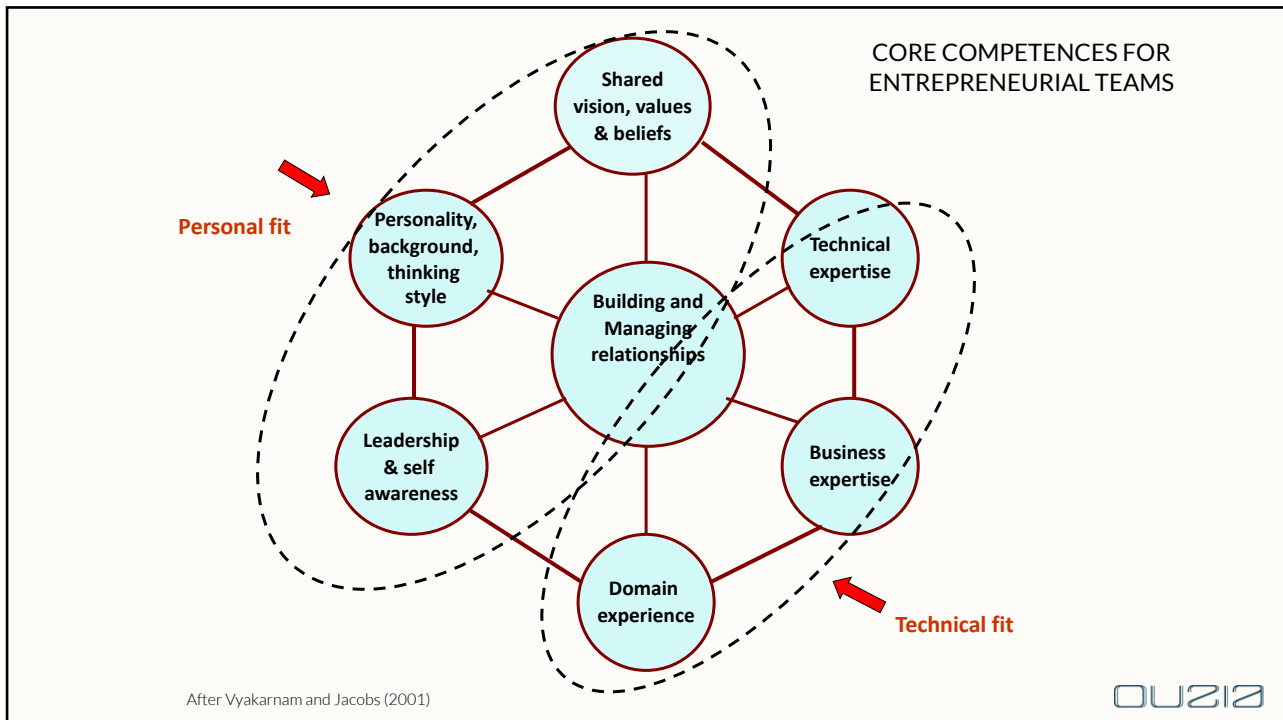 CORE COMPETENCES FOR
ENTREPRENEURIAL TEAMS
Shared
vision, values
& beliefs
Personal fit
Personality,
background,
thinking
style
Technical
expertise
Building and
Managing
relationships
Leadership
& self
awareness
Business
expertise
Domain
experience
Technical fit
After Vyakarnam and Jacobs (2001)